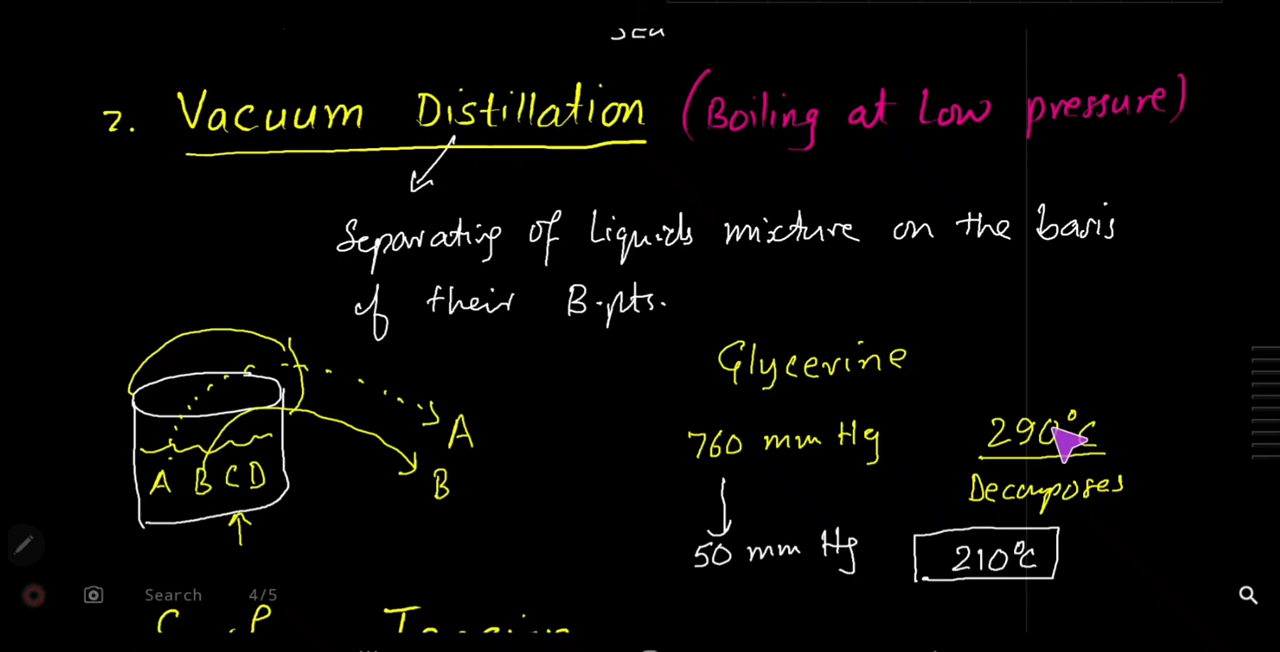 2. Vacuum Distillation (Boiling at Low pressure)
Separating of Liquids mixture on the basis
of their B.pts.
Glycerine
760 mm Hg 290°C
Decomposes
50 mm Hg 210°C
A
B
A B C D
Search 4/5